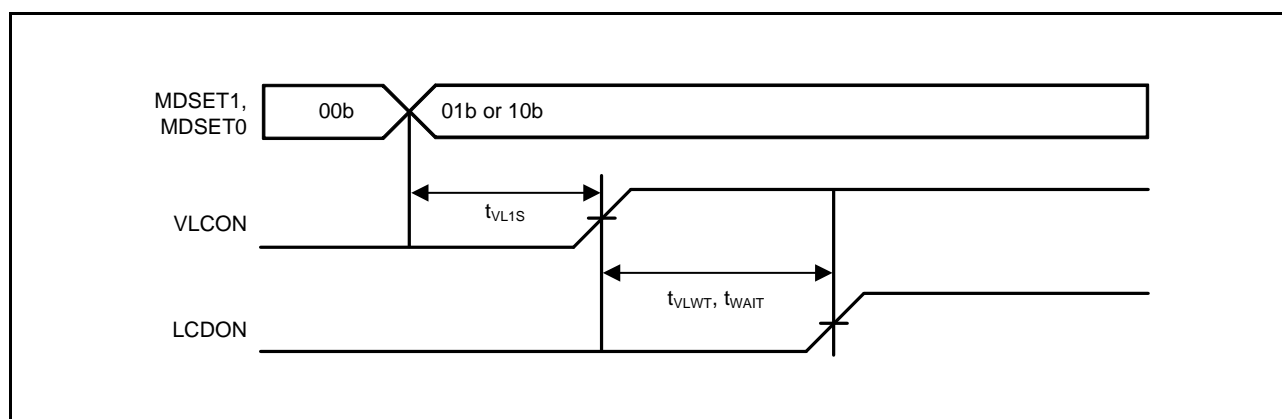 MDSET1,
MDSET0
00b
01b or 10b
tVL1S
VLCON
tVLWT, tWAIT
LCDON